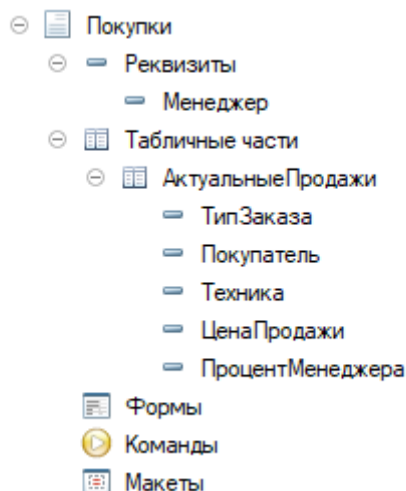 Покупки
Реквизиты
Менеджер
Табличные части
АктуальныеПродажи
ТипЗаказа
Покупатель
Техника
ЦенаПродажи
ПроцентМенеджера
Формы
Команды
Макеты